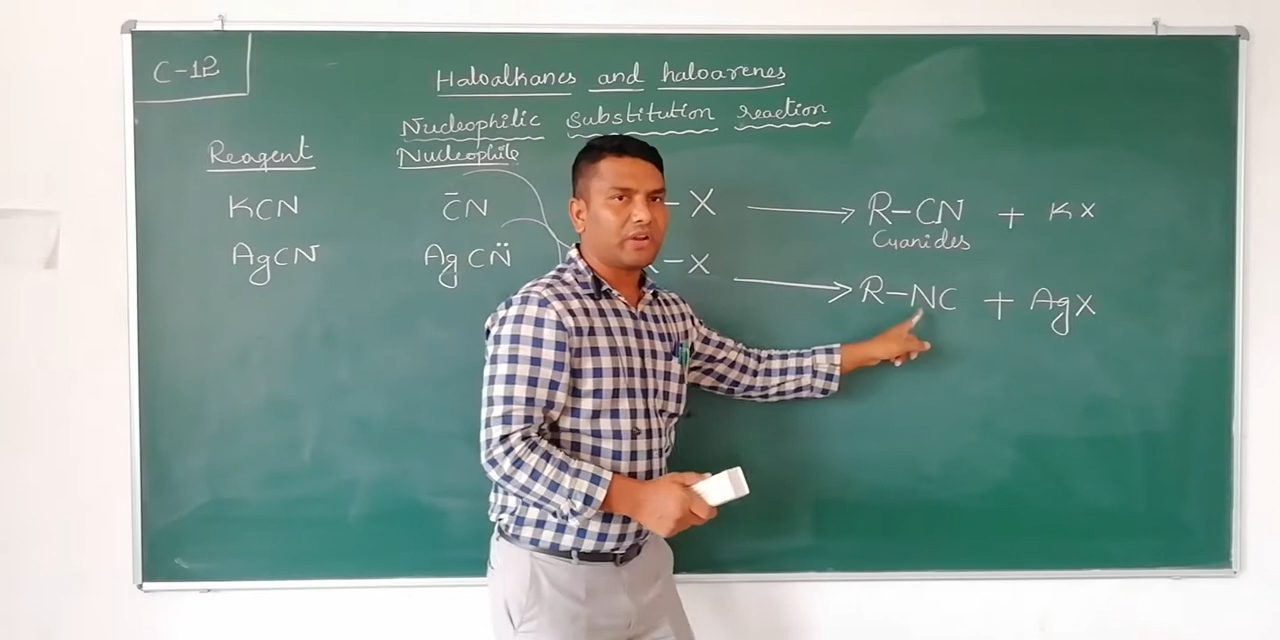 C-12
Haloalkanes and haloarenes
Nucleophilic substitution reaction
Reagent Nucleophile
KCN C̄N – X ⟶ R–CN + KX
Cyanides
AgCN AgCN̈ – X ⟶ R–NC + AgX